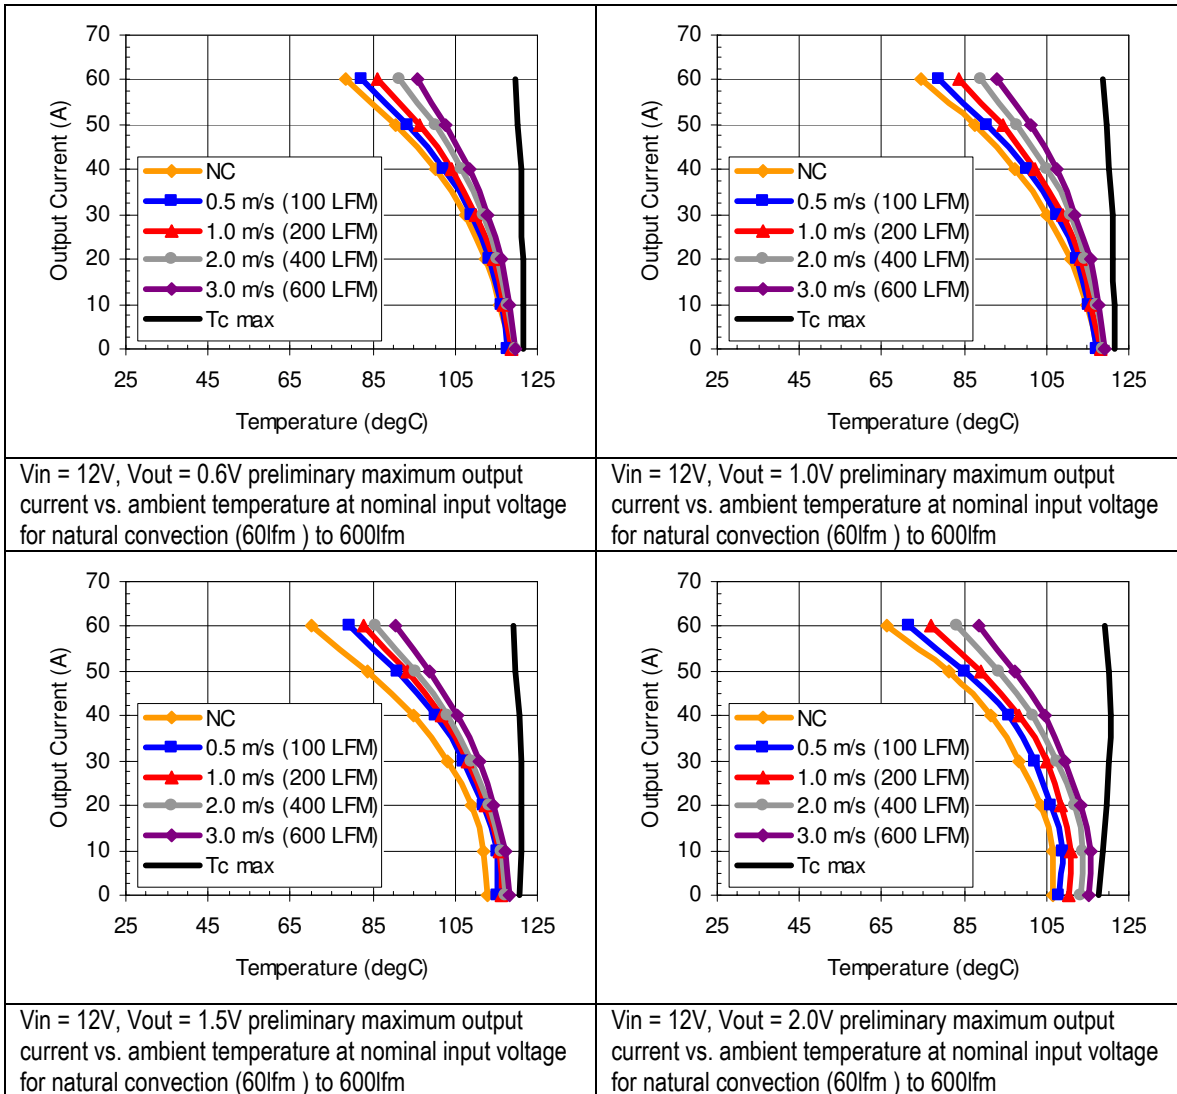 70
60
50
40
30
20
10
0
Output Current (A)
NC
0.5 m/s (100 LFM)
1.0 m/s (200 LFM)
2.0 m/s (400 LFM)
3.0 m/s (600 LFM)
Tc max
25 45 65 85 105 125
Temperature (degC)
Vin = 12V, Vout = 0.6V preliminary maximum output
current vs. ambient temperature at nominal input voltage
for natural convection (60lfm ) to 600lfm
70
60
50
40
30
20
10
0
Output Current (A)
NC
0.5 m/s (100 LFM)
1.0 m/s (200 LFM)
2.0 m/s (400 LFM)
3.0 m/s (600 LFM)
Tc max
25 45 65 85 105 125
Temperature (degC)
Vin = 12V, Vout = 1.0V preliminary maximum output
current vs. ambient temperature at nominal input voltage
for natural convection (60lfm ) to 600lfm
70
60
50
40
30
20
10
0
Output Current (A)
NC
0.5 m/s (100 LFM)
1.0 m/s (200 LFM)
2.0 m/s (400 LFM)
3.0 m/s (600 LFM)
Tc max
25 45 65 85 105 125
Temperature (degC)
Vin = 12V, Vout = 1.5V preliminary maximum output
current vs. ambient temperature at nominal input voltage
for natural convection (60lfm ) to 600lfm
70
60
50
40
30
20
10
0
Output Current (A)
NC
0.5 m/s (100 LFM)
1.0 m/s (200 LFM)
2.0 m/s (400 LFM)
3.0 m/s (600 LFM)
Tc max
25 45 65 85 105 125
Temperature (degC)
Vin = 12V, Vout = 2.0V preliminary maximum output
current vs. ambient temperature at nominal input voltage
for natural convection (60lfm ) to 600lfm